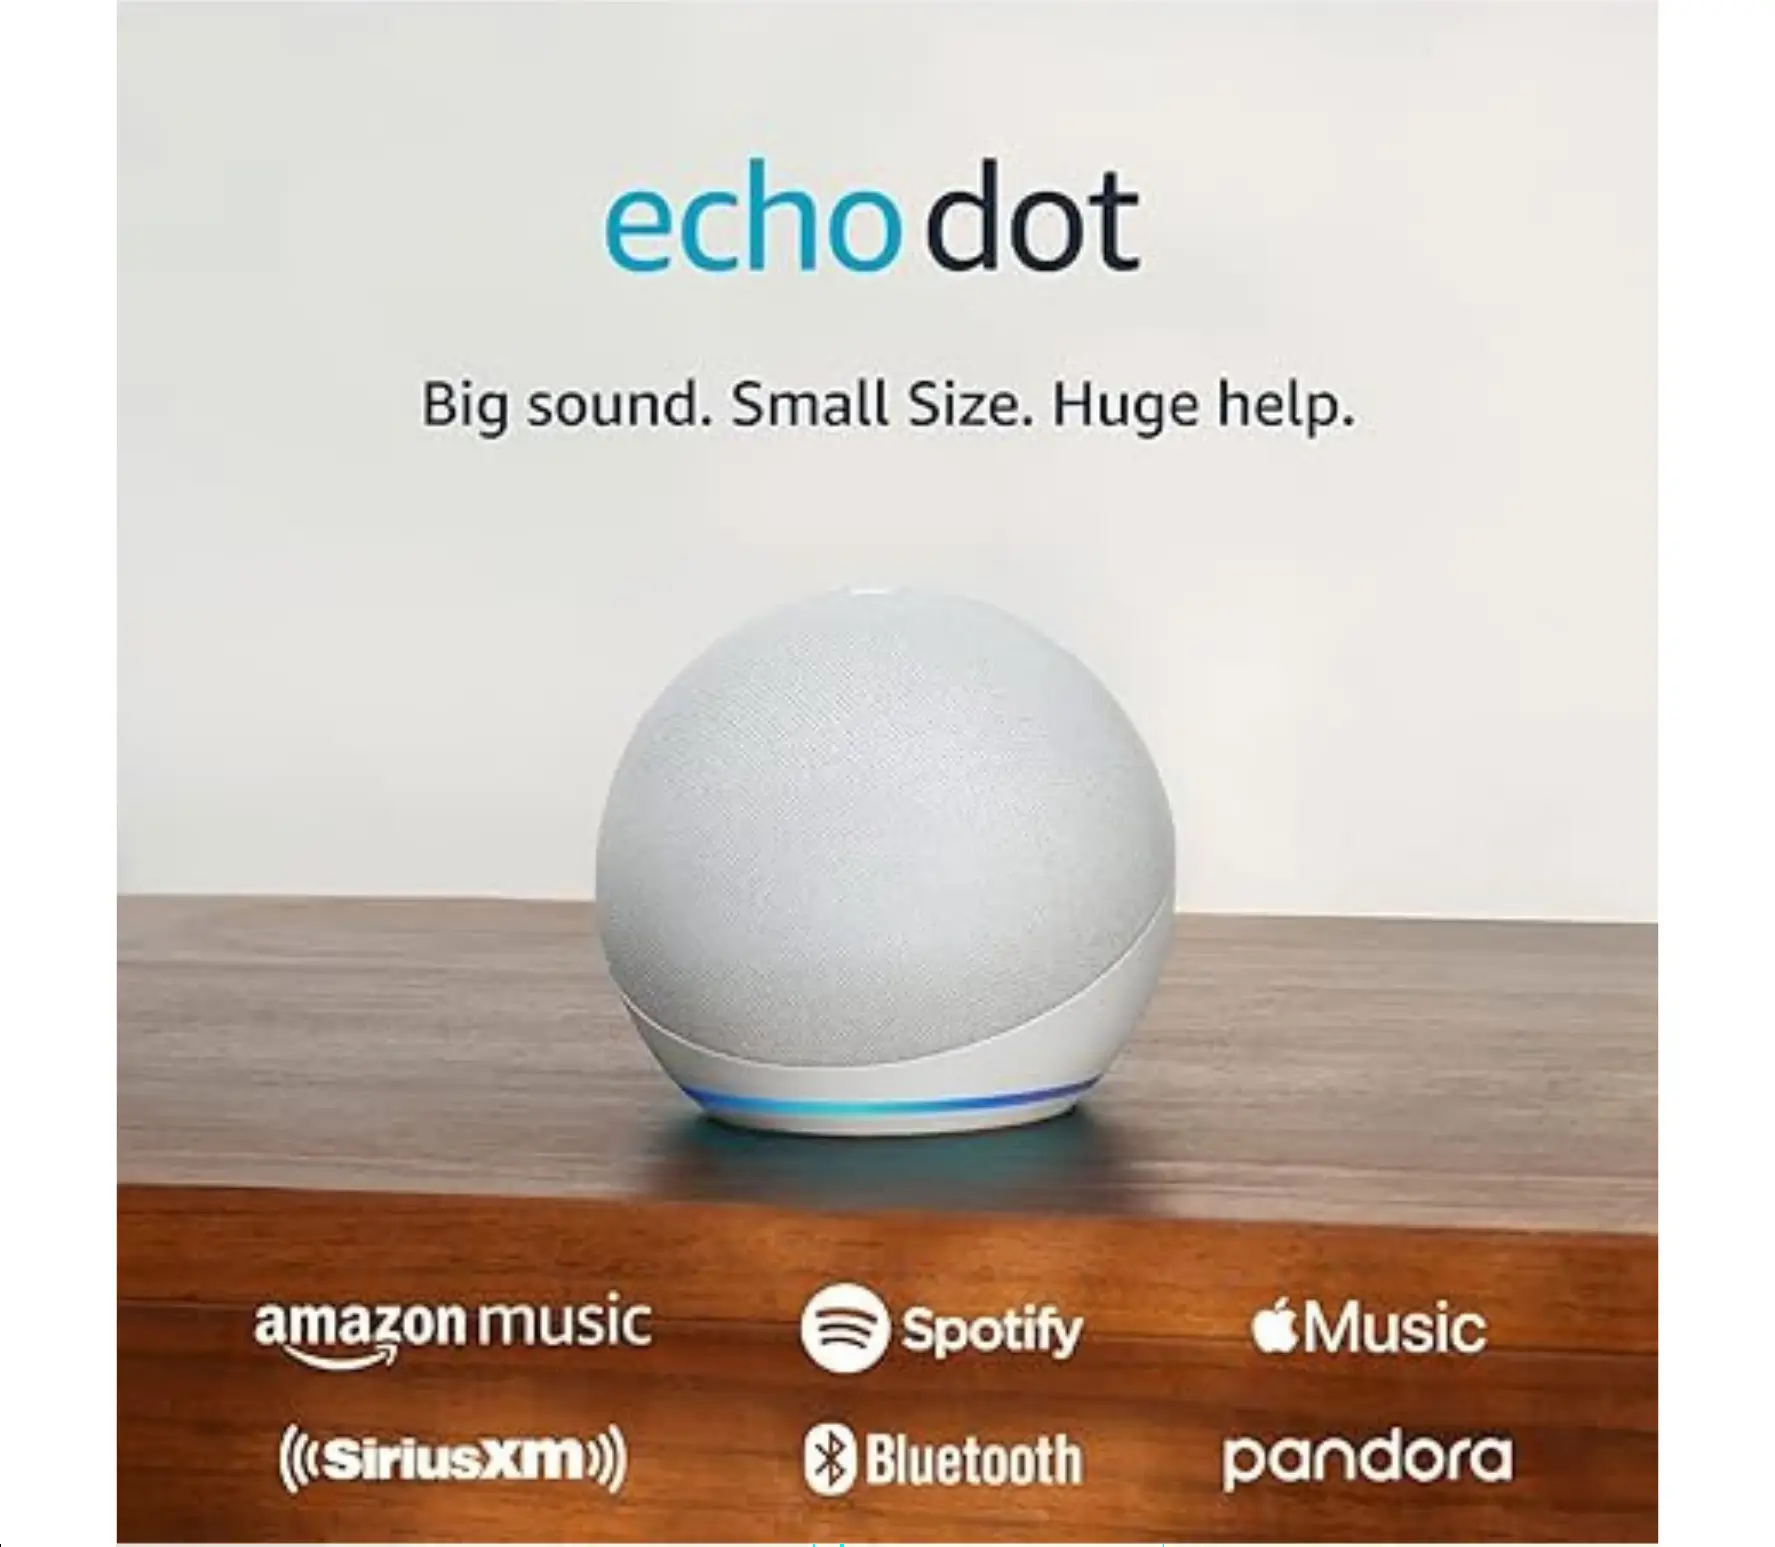 echo dot
Big sound. Small Size. Huge help.
amazon music
Spotify
Music
SiriusXM
Bluetooth
pandora